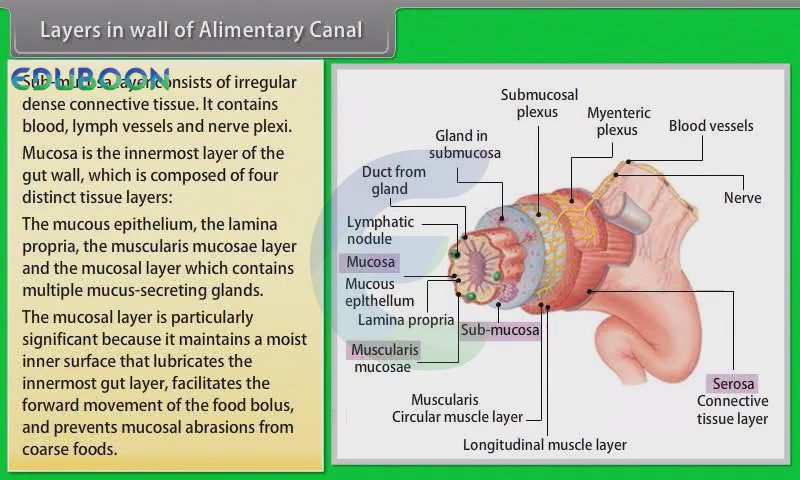 Layers in wall of Alimentary Canal
EDUBOON
Sub-mucosa layer consists of irregular
dense connective tissue. It contains
blood, lymph vessels and nerve plexi.
Mucosa is the innermost layer of the
gut wall, which is composed of four
distinct tissue layers:
The mucous epithelium, the lamina
propria, the muscularis mucosae layer
and the mucosal layer which contains
multiple mucus-secreting glands.
The mucosal layer is particularly
significant because it maintains a moist
inner surface that lubricates the
innermost gut layer, facilitates the
forward movement of the food bolus,
and prevents mucosal abrasions from
coarse foods.
Submucosal
plexus
Myenteric
plexus
Blood vessels
Gland in
submucosa
Duct from
gland
Nerve
Lymphatic
nodule
Mucosa
Mucous
epthellum
Lamina propria
Sub-mucosa
Muscularis
mucosae
Serosa
Connective
tissue layer
Muscularis
Circular muscle layer
Longitudinal muscle layer